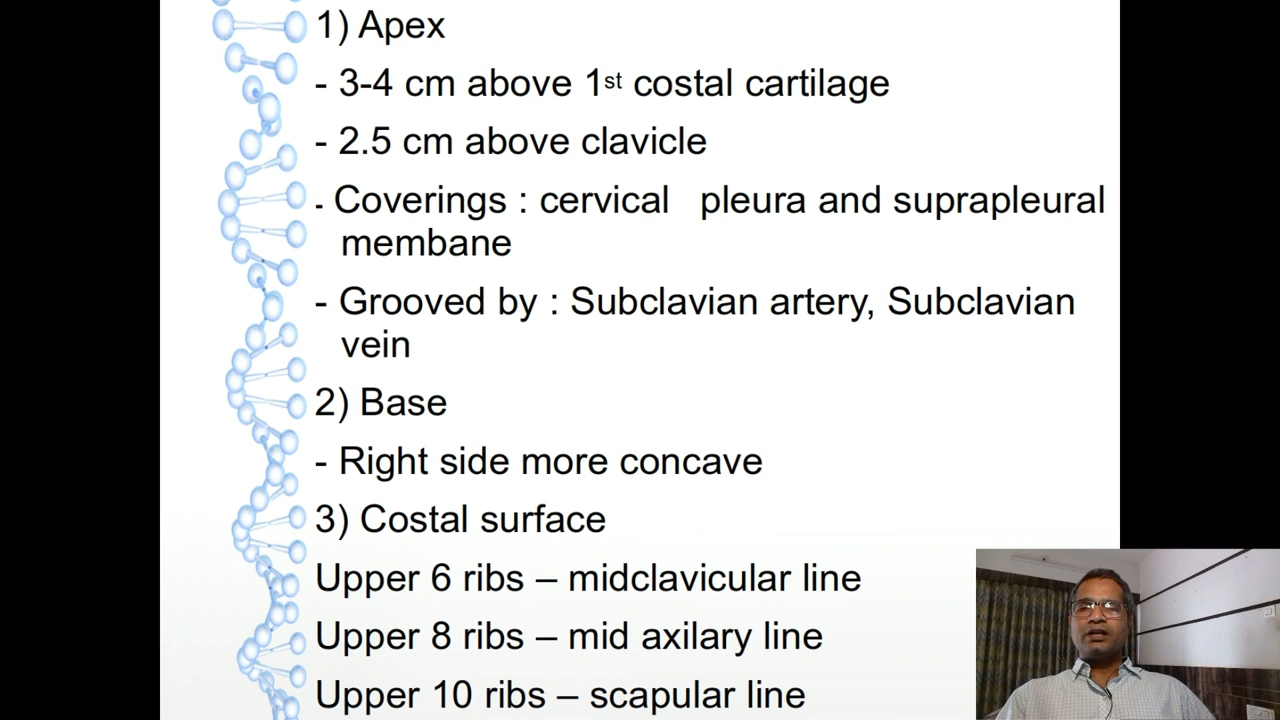 1) Apex
- 3-4 cm above 1st costal cartilage
- 2.5 cm above clavicle
- Coverings : cervical pleura and suprapleural
membane
- Grooved by : Subclavian artery, Subclavian
vein
2) Base
- Right side more concave
3) Costal surface
Upper 6 ribs – midclavicular line
Upper 8 ribs – mid axilary line
Upper 10 ribs – scapular line